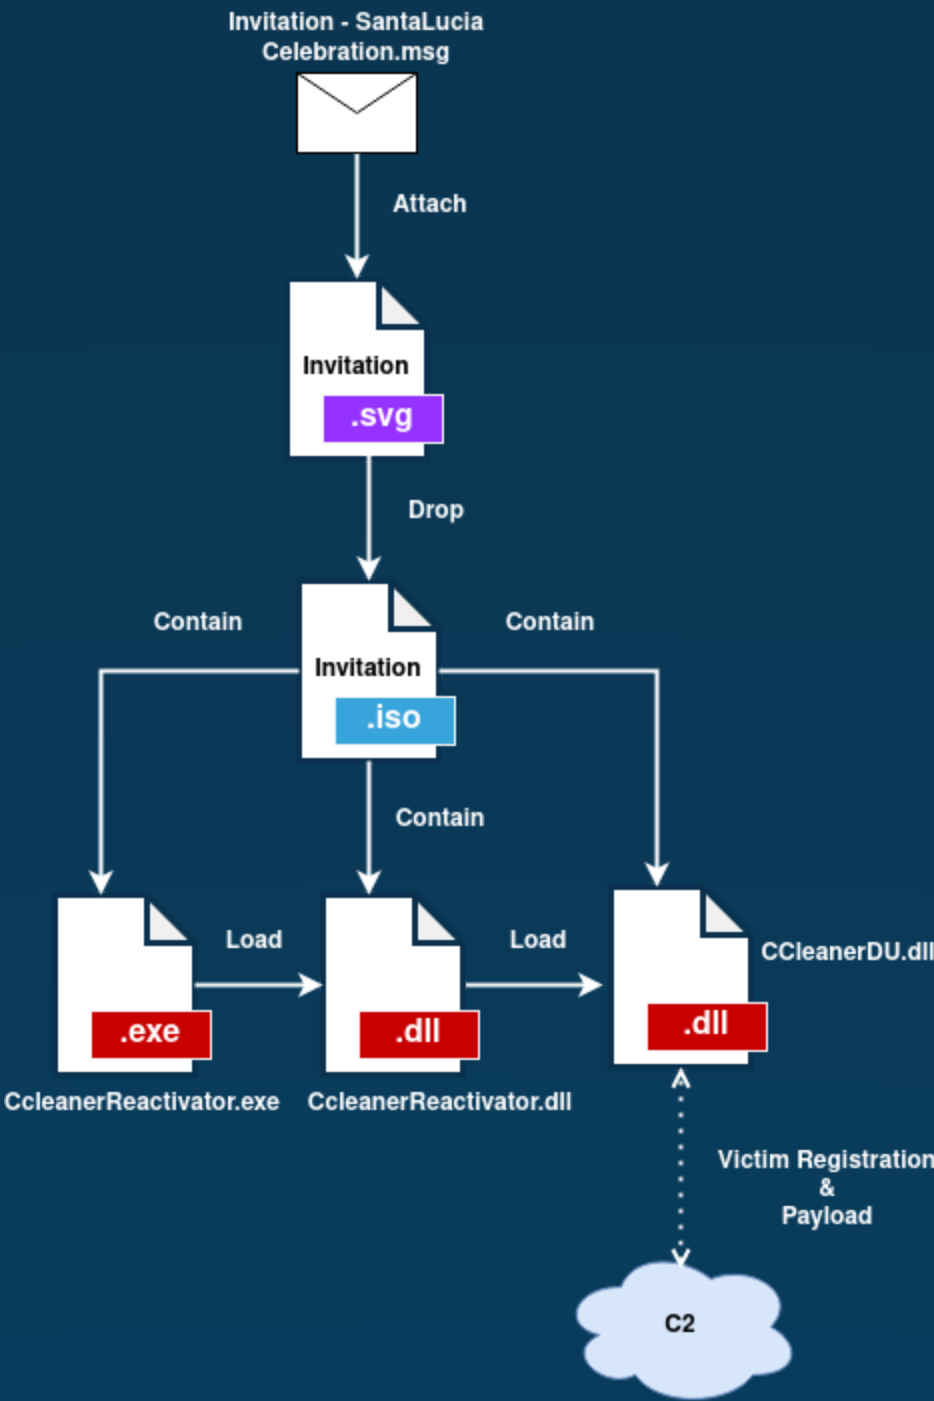 Invitation - SantaLucia
Celebration.msg
Attach
Invitation
.svg
Drop
Contain
Contain
Invitation
.iso
Contain
Load
Load
CCleanerDU.dll
.exe
.dll
.dll
CcleanerReactivator.exe
CcleanerReactivator.dll
Victim Registration
&
Payload
C2